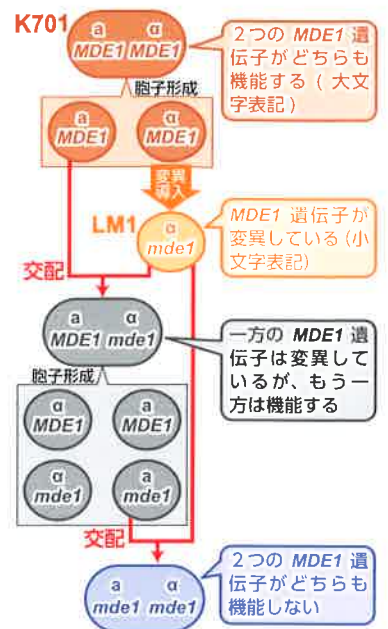 K701
a α
MDE1 MDE1
2つの MDE1 遺
伝子がどちらも
機能する ( 大文
字表記 )
胞子形成
a
MDE1
α
MDE1
変異
導入
LM1
α
mde1
MDE1 遺伝子が
変異している (小
文字表記)
交配
a α
MDE1 mde1
一方の MDE1 遺
伝子は変異して
いるが、もう一
方は機能する
胞子形成
α
MDE1
a
MDE1
α
mde1
a
mde1
交配
a α
mde1 mde1
2つの MDE1 遺
伝子がどちらも
機能しない